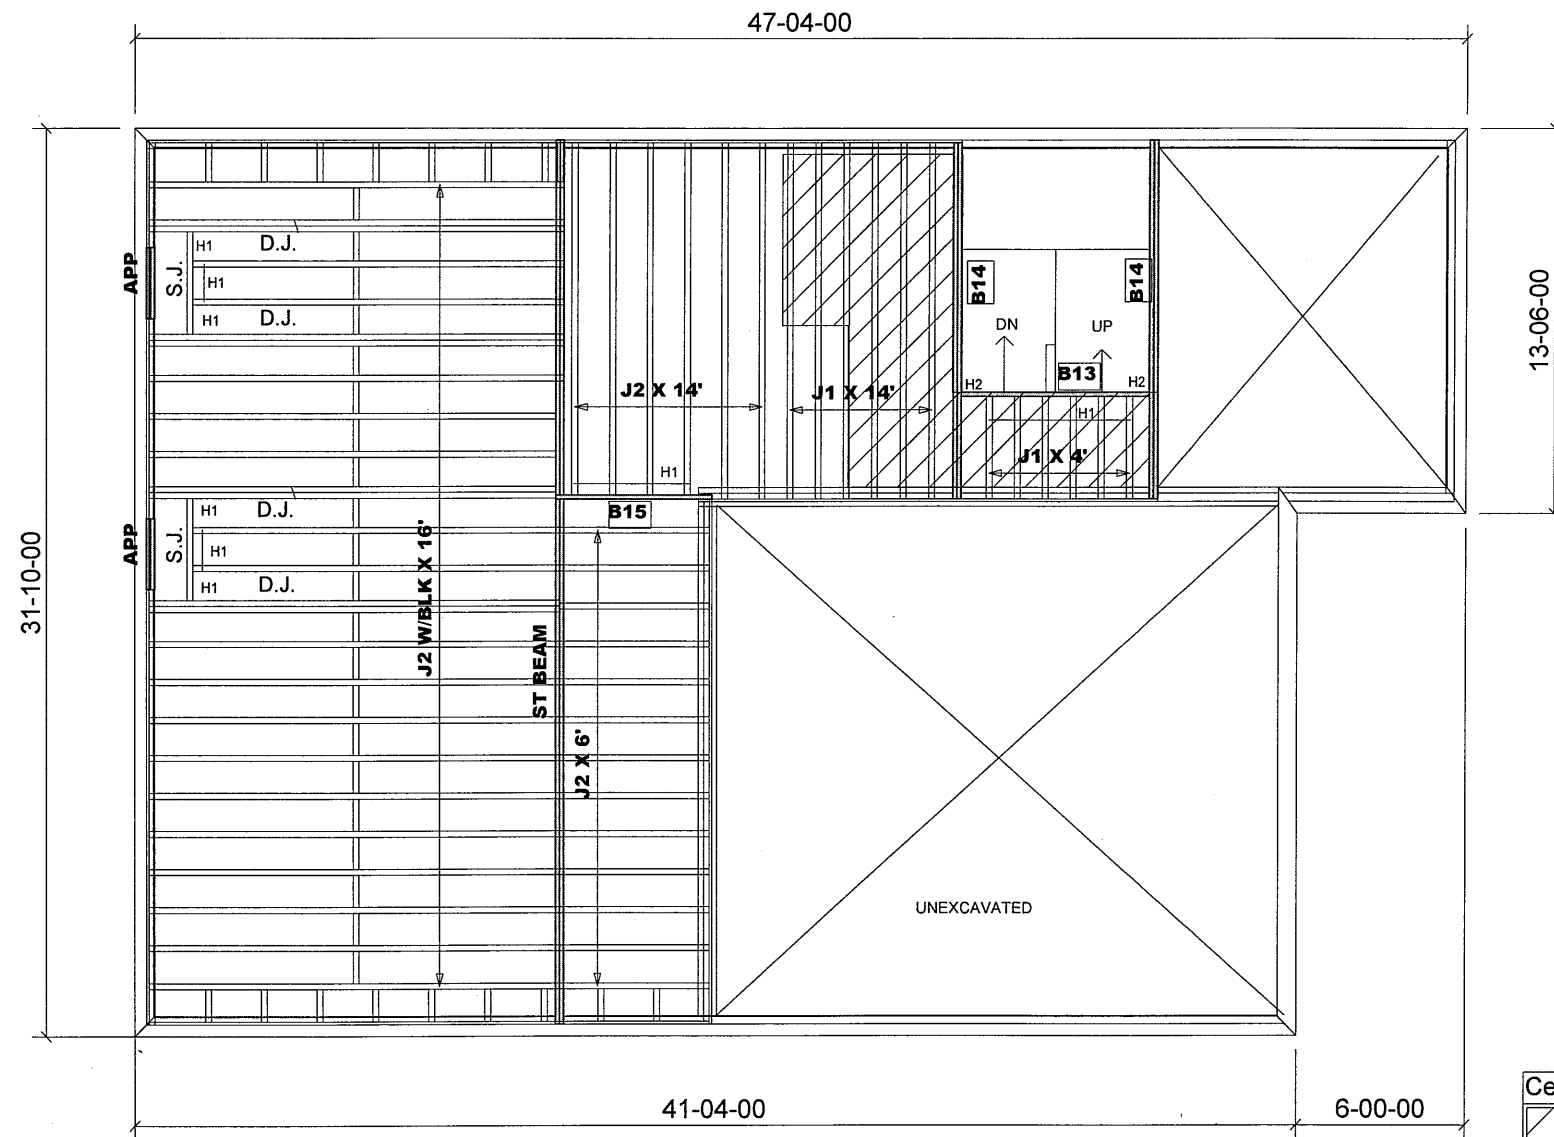 47-04-00
APP
S.J.
H1
D.J.
H1
H1
D.J.
B14
B14
DN
UP
13-06-00
J2 X 14'
J1 X 14'
B13
H2
H2
H1
J1 X 4'
H1
APP
S.J.
H1
D.J.
H1
H1
D.J.
B15
31-10-00
J2 W/BLK X 16'
ST BEAM
J2 X 6'
UNEXCAVATED
41-04-00
6-00-00
Ce